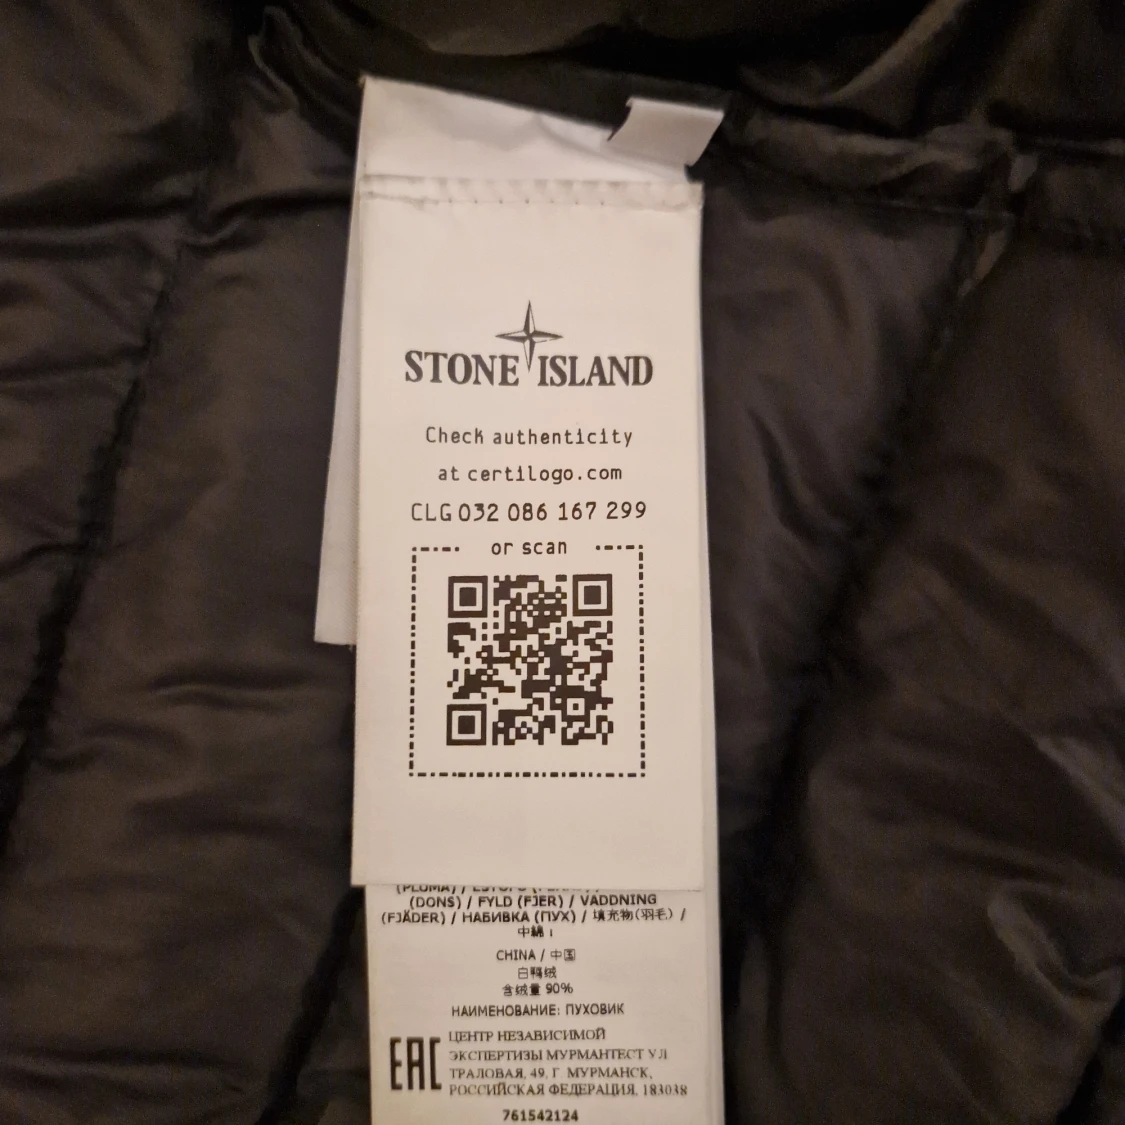 STONE ISLAND
Check authenticity
at certilogo.com
CLG 032 086 167 299
or scan
(DONS) / FYLD (FJER) / VADDNING
(FJÄDER) / НАБИВКА (ПУХ) / 填充物(羽毛) /
中綿 :
CHINA / 中国
白鸭绒
含绒量 90%
НАИМЕНОВАНИЕ: ПУХОВИК
EAC
ЦЕНТР НЕЗАВИСИМОЙ
ЭКСПЕРТИЗЫ МУРМАНТЕСТ УЛ
ТРАЛОВАЯ, 49, Г МУРМАНСК,
РОССИЙСКАЯ ФЕДЕРАЦИЯ, 183038
761542124